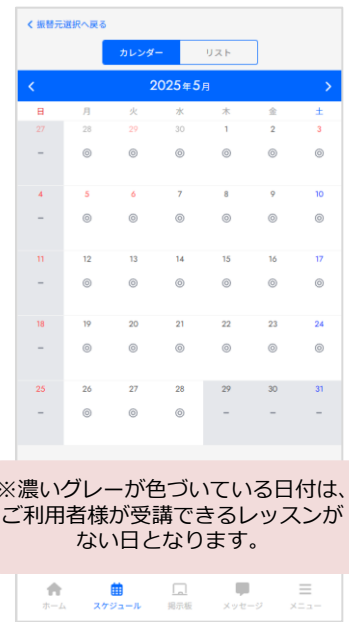 く 振替元選択へ戻る
カレンダー リスト
< 2025年5月 >
日 月 火 水 木 金 土
27 28 29 30 1 2 3
- ◎ ◎ ◎ ◎ ◎ ◎
4 5 6 7 8 9 10
- ◎ ◎ ◎ ◎ ◎ ◎
11 12 13 14 15 16 17
- ◎ ◎ ◎ ◎ ◎ ◎
18 19 20 21 22 23 24
- ◎ ◎ ◎ ◎ ◎ ◎
25 26 27 28 29 30 31
- ◎ ◎ ◎ - - -
※濃いグレーが色づいている日付は、
ご利用者様が受講できるレッスンが
ない日となります。
ホーム スケジュール 掲示板 メッセージ メニュー